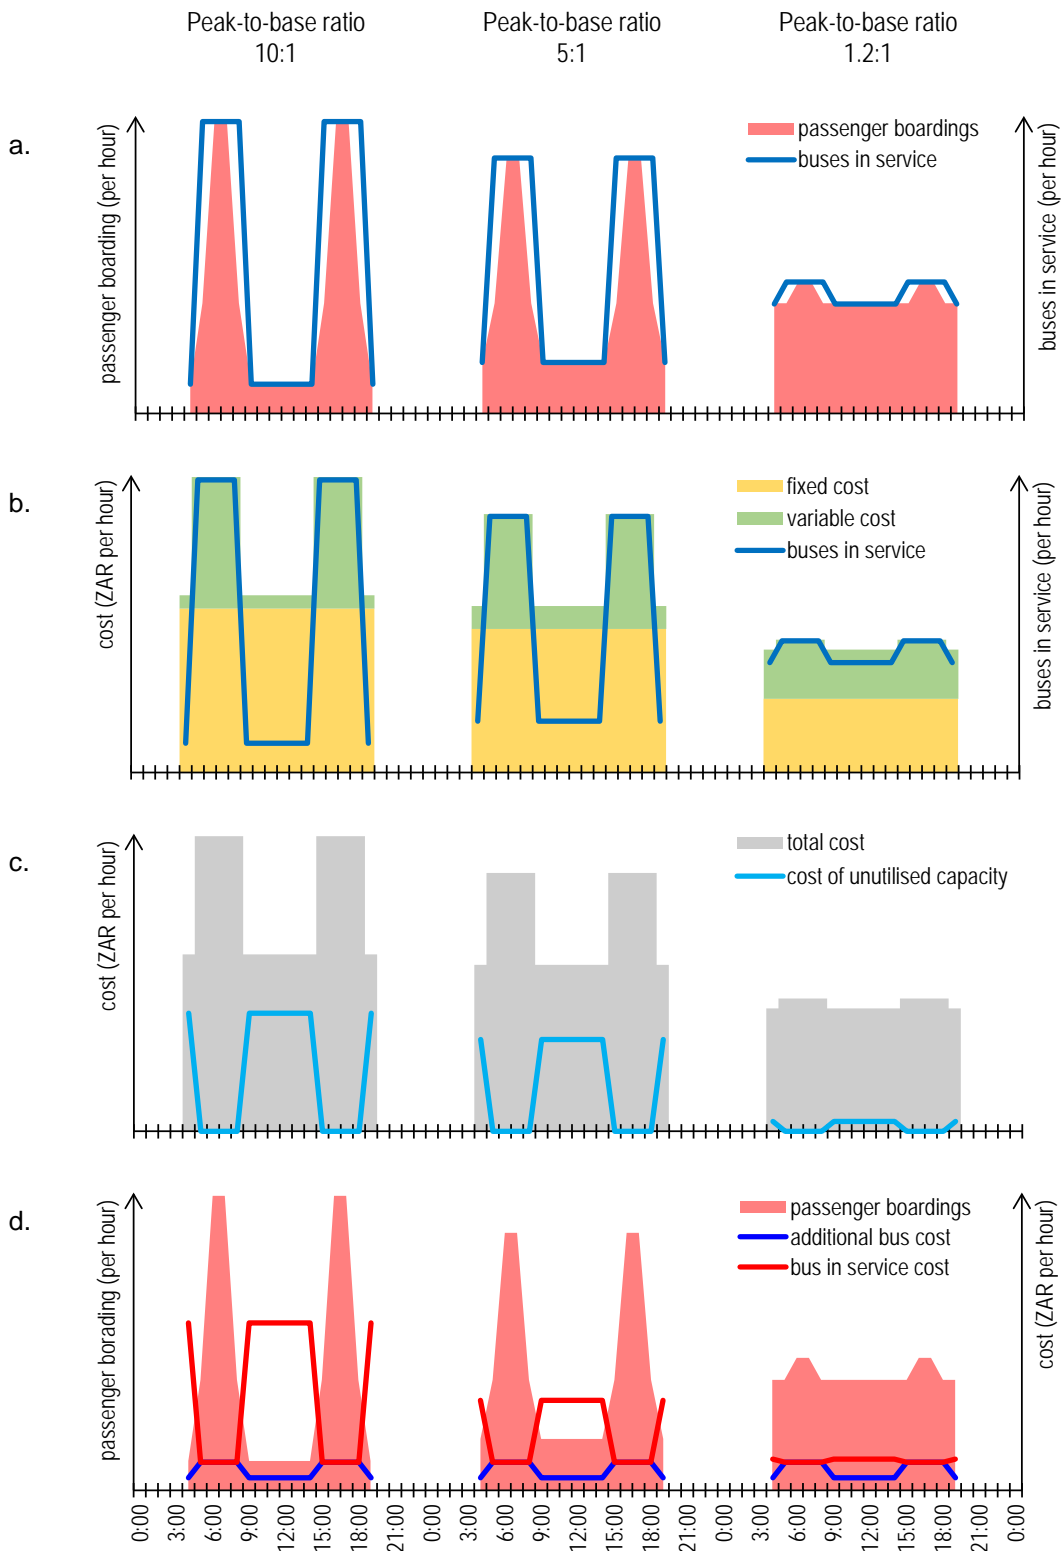 Peak-to-base ratio
10:1
Peak-to-base ratio
5:1
Peak-to-base ratio
1.2:1
a.
passenger boarding (per hour)
passenger boardings
buses in service
buses in service (per hour)
b.
cost (ZAR per hour)
fixed cost
variable cost
buses in service
buses in service (per hour)
c.
cost (ZAR per hour)
total cost
cost of unutilised capacity
d.
passenger borading (per hour)
passenger boardings
additional bus cost
bus in service cost
cost (ZAR per hour)
0:00
3:00
6:00
9:00
12:00
15:00
18:00
21:00
0:00
3:00
6:00
9:00
12:00
15:00
18:00
21:00
0:00
3:00
6:00
9:00
12:00
15:00
18:00
21:00
0:00